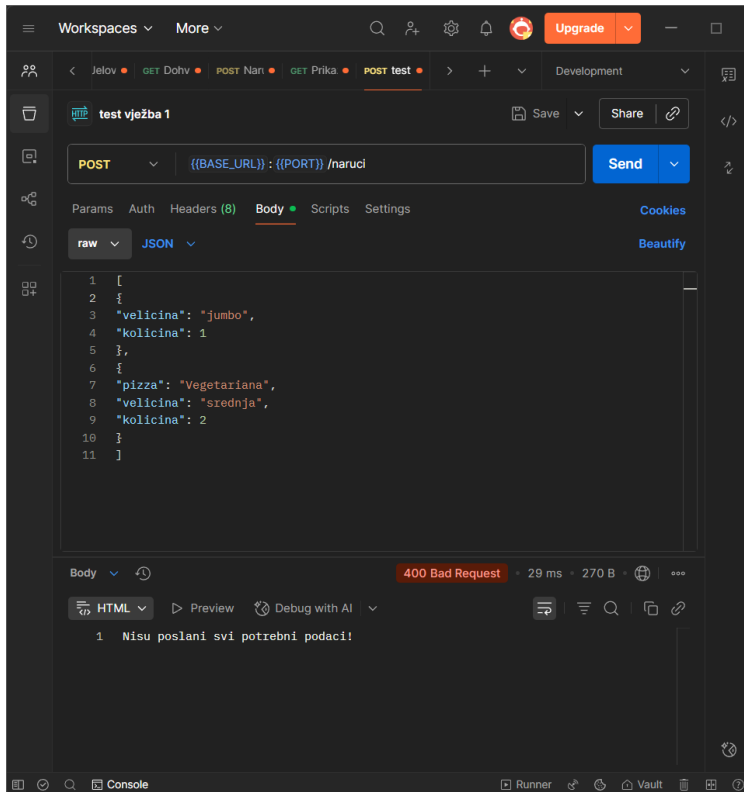 Workspaces More Upgrade
Jelov GET Dohv POST Naru GET Prika. POST test Development
HTTP test vježba 1 Save Share
POST {{BASE_URL}} : {{PORT}} /naruci Send
Params Auth Headers (8) Body Scripts Settings Cookies
raw JSON Beautify
1 [
2 {
3 "velicina": "jumbo",
4 "kolicina": 1
5 },
6 {
7 "pizza": "Vegetariana",
8 "velicina": "srednja",
9 "kolicina": 2
10 }
11 ]
Body 400 Bad Request 29 ms 270 B
HTML Preview Debug with AI
1 Nisu poslani svi potrebni podaci!
Console Runner Vault